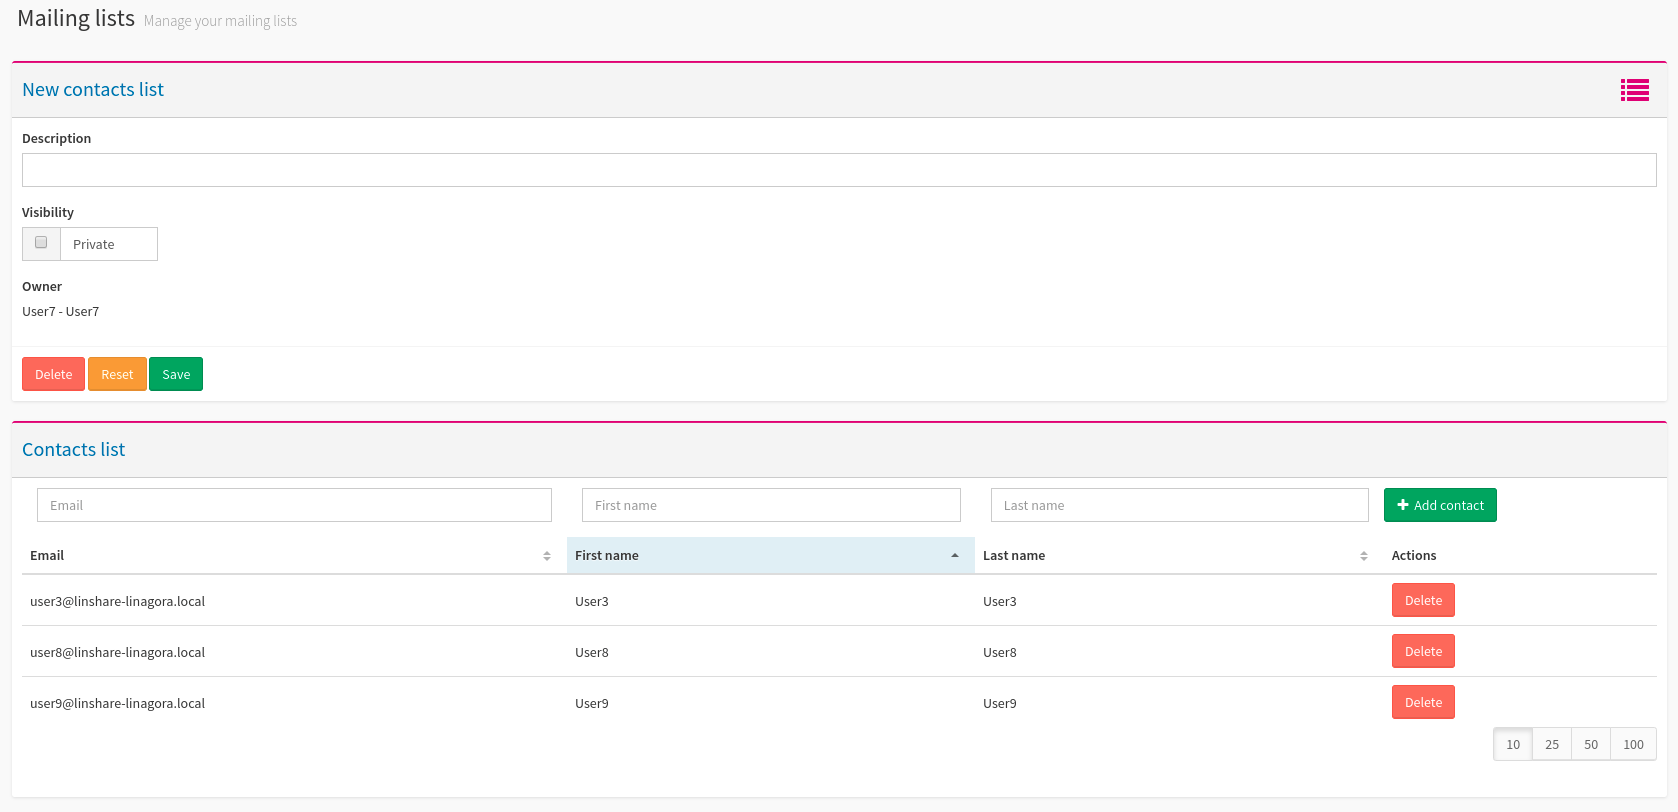 Mailing lists Manage your mailing lists
New contacts list
Description
Visibility
Private
Owner
User7 - User7
Delete Reset Save
Contacts list
Email First name Last name Add contact
Email First name Last name Actions
user3@linshare-linagora.local User3 User3 Delete
user8@linshare-linagora.local User8 User8 Delete
user9@linshare-linagora.local User9 User9 Delete
10 25 50 100